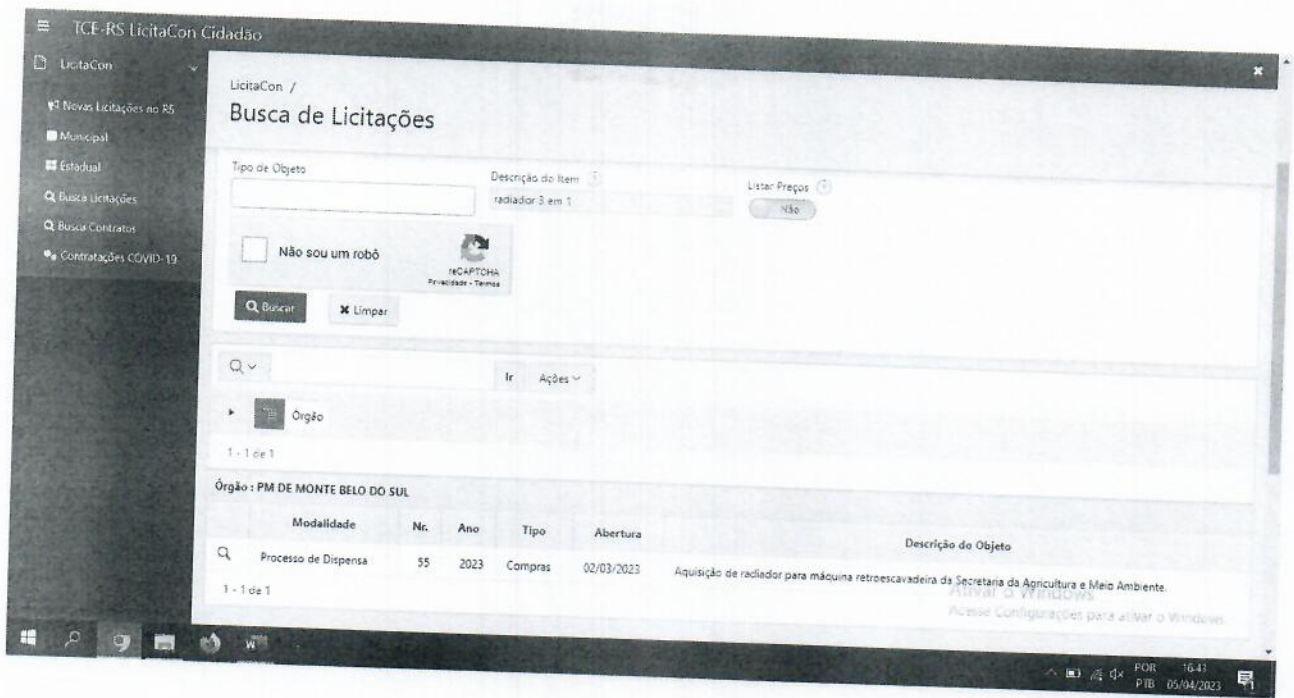 TCE-RS LicitaCon Cidadão
LicitaCon
Novas Licitações no RS
Municipal
Estadual
Busca Licitações
Busca Contratos
Contratações COVID-19
LicitaCon /
Busca de Licitações
Tipo de Objeto
Descrição do Item
Listar Preços
radiador 3 em 1
Não
Não sou um robô
reCAPTCHA
Privacidade - Termos
Buscar
Limpar
Ir Ações
Órgão
1 - 1 de 1
Órgão : PM DE MONTE BELO DO SUL
Modalidade Nr. Ano Tipo Abertura Descrição do Objeto
Processo de Dispensa 55 2023 Compras 02/03/2023 Aquisição de radiador para máquina retroescavadeira da Secretaria da Agricultura e Meio Ambiente.
1 - 1 de 1
Ativar o Windows
Acesse Configurações para ativar o Windows.
POR 16:43
PTB 05/04/2023